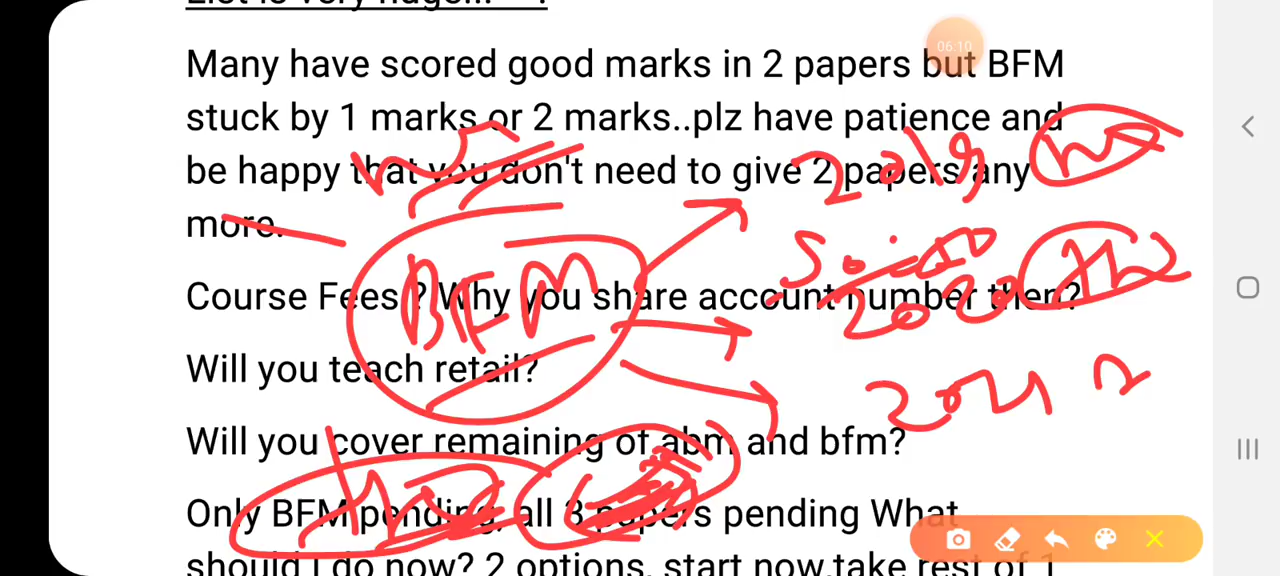 Many have scored good marks in 2 papers but BFM
stuck by 1 marks or 2 marks..plz have patience and
be happy that you don't need to give 2 papers any
more.
Course Fees ? Why you share account number then?
Will you teach retail?
Will you cover remaining of abm and bfm?
Only BFM pending, all 3 papers pending What
should I do now? 2 options, start now,take rest of 1
06:10
2019
BFM
2020
2021